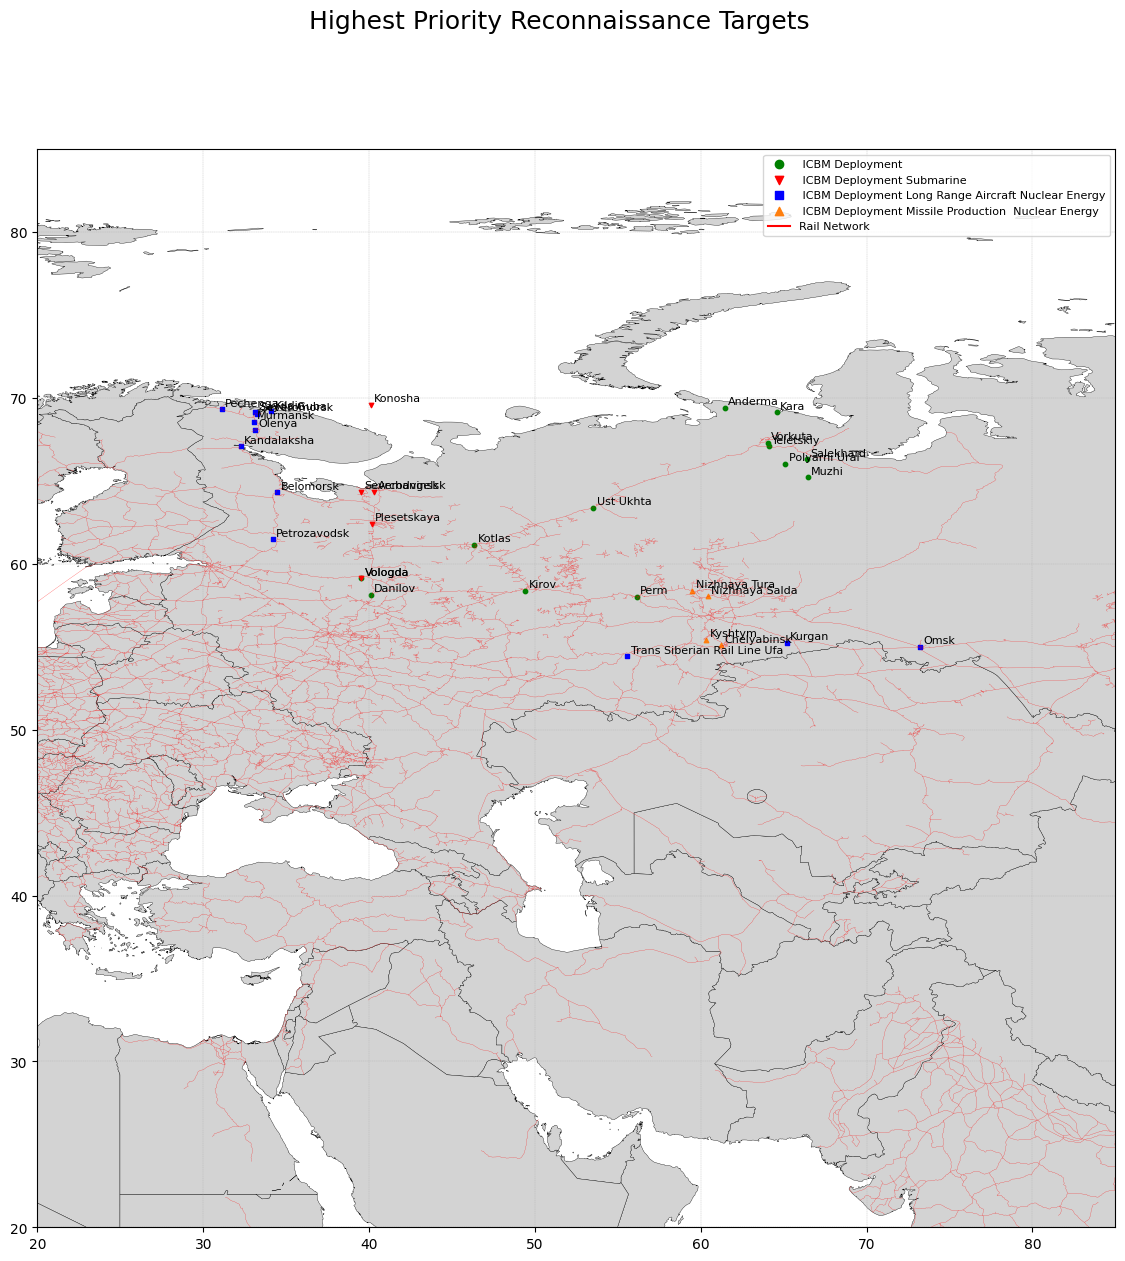 Highest Priority Reconnaissance Targets
ICBM Deployment
ICBM Deployment Submarine
ICBM Deployment Long Range Aircraft Nuclear Energy
ICBM Deployment Missile Production  Nuclear Energy
Rail Network
80
70
60
50
40
30
20
Pechenga
Murmansk
Olenya
Kandalaksha
Konosha
Anderma
Kara
Vorkuta
Teletskiy
Salekhard
Polyarni Ural
Muzhi
Belomorsk
Severodvinsk
Archangelsk
Ust Ukhta
Plesetskaya
Petrozavodsk
Kotlas
Vologda
Danilov
Kirov
Perm
Nizhnaya Tura
Nizhnaya Salda
Kyshtym
Chelyabinsk
Kurgan
Omsk
Trans Siberian Rail Line Ufa
20
30
40
50
60
70
80